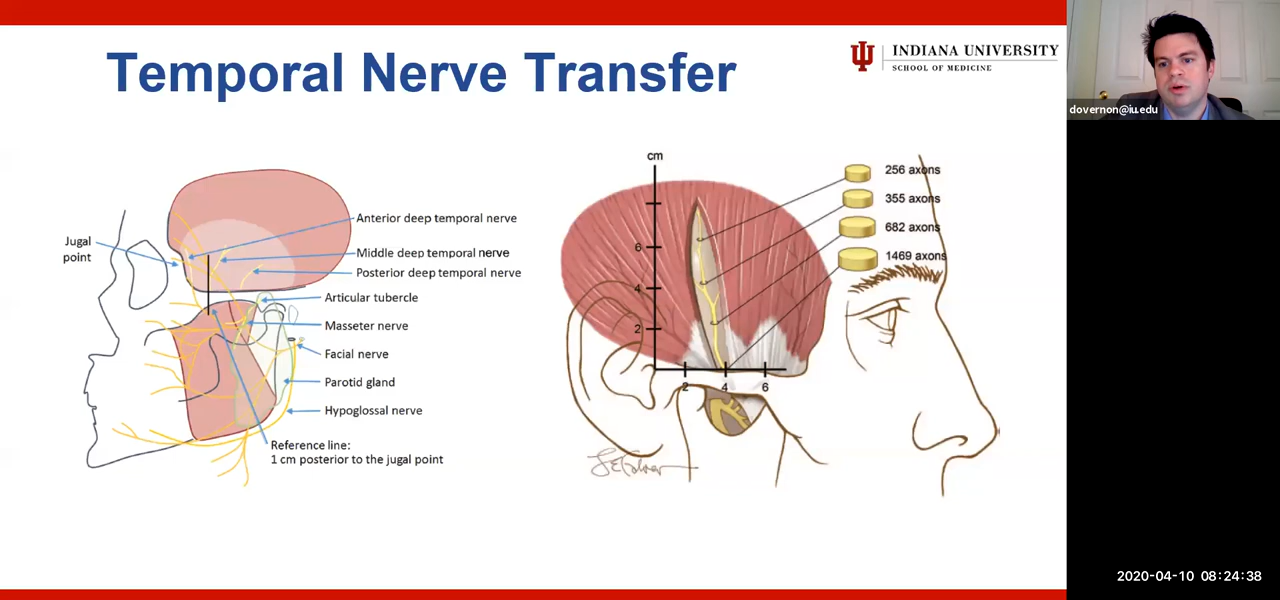 Temporal Nerve Transfer
INDIANA UNIVERSITY
SCHOOL OF MEDICINE
dovernon@iu.edu
Jugal
point
Anterior deep temporal nerve
Middle deep temporal nerve
Posterior deep temporal nerve
Articular tubercle
Masseter nerve
Facial nerve
Parotid gland
Hypoglossal nerve
Reference line:
1 cm posterior to the jugal point
cm
6
4
2
2 4 6
256 axons
355 axons
682 axons
1469 axons
2020-04-10 08:24:38